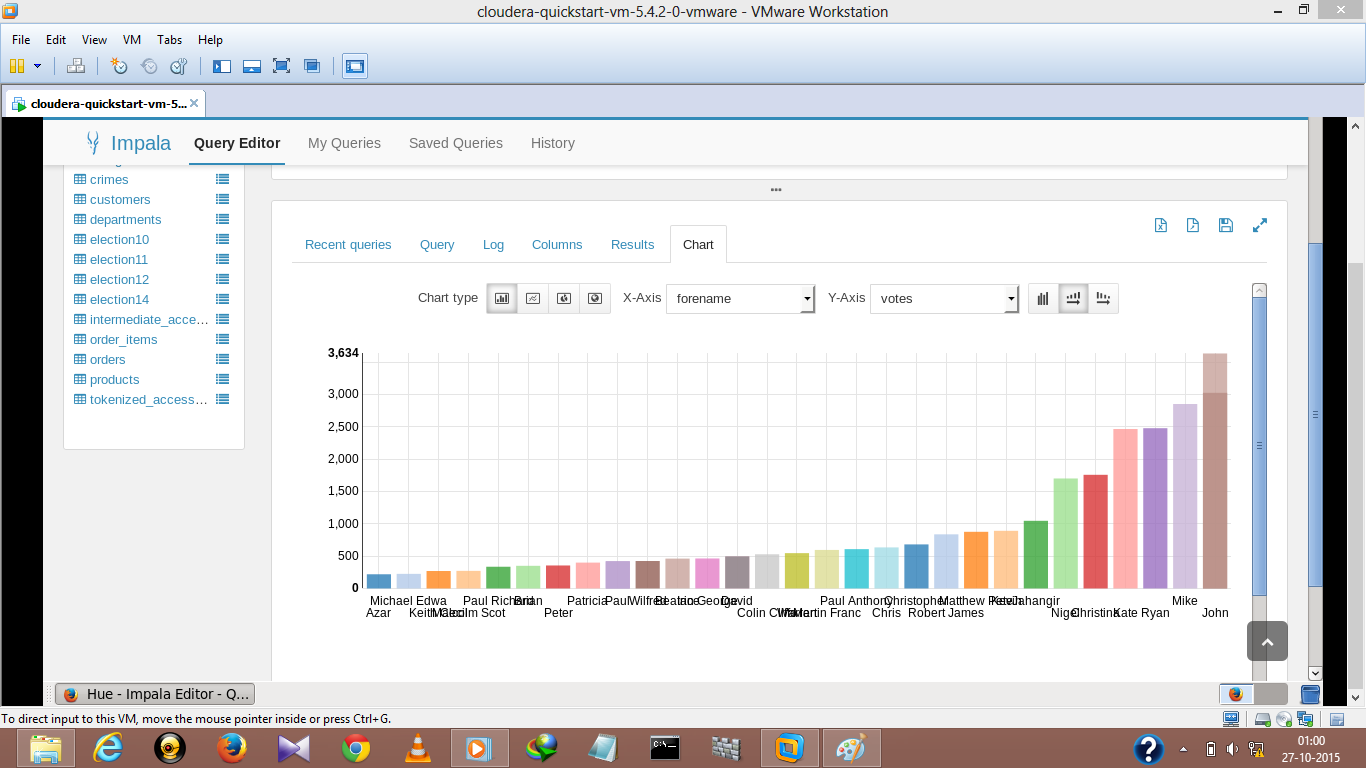 cloudera-quickstart-vm-5.4.2-0-vmware - VMware Workstation
File Edit View VM Tabs Help
cloudera-quickstart-vm-5...
Impala Query Editor My Queries Saved Queries History
crimes
customers
departments
election10
election11
election12
election14
intermediate_acce...
order_items
orders
products
tokenized_access...
Recent queries Query Log Columns Results Chart
Chart type X-Axis forename Y-Axis votes
3,634
3,000
2,500
2,000
1,500
1,000
500
0
Michael Edwa Paul Richard Brian Patricia Paul Wilfred Beatrice George David Paul Anthony Christopher Matthew Peter Kevin Jahangir Mike
Azar Keith Malcolm Scot Peter Colin Martin Franc Chris Robert James Nigel Christina Kate Ryan John
Hue - Impala Editor - Q...
To direct input to this VM, move the mouse pointer inside or press Ctrl+G.
01:00
27-10-2015